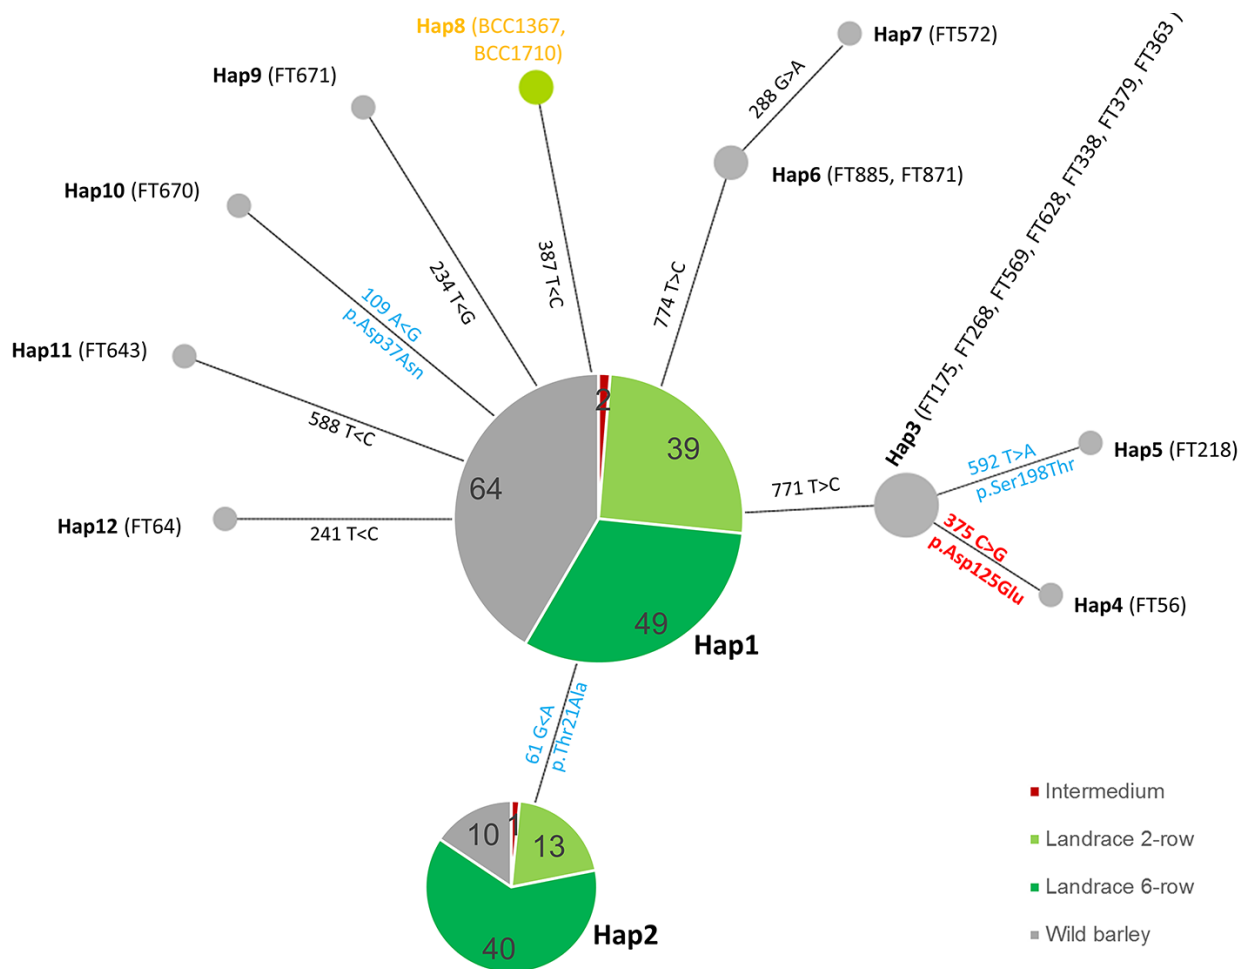 Hap8 (BCC1367,
BCC1710)
Hap7 (FT572)
288 G>A
Hap9 (FT671)
Hap6 (FT885, FT871)
Hap10 (FT670)
234 T<G
387 T<C
774 T>C
Hap3 (FT175, FT268, FT569, FT628, FT338, FT379, FT363 )
109 A<G
p.Asp37Asn
Hap11 (FT643)
588 T<C
2
39
64
49
Hap1
771 T>C
592 T>A
p.Ser198Thr
Hap5 (FT218)
375 C>G
p.Asp125Glu
Hap4 (FT56)
Hap12 (FT64)
241 T<C
61 G<A
p.Thr21Ala
10
1
13
40
Hap2
Intermedium
Landrace 2-row
Landrace 6-row
Wild barley